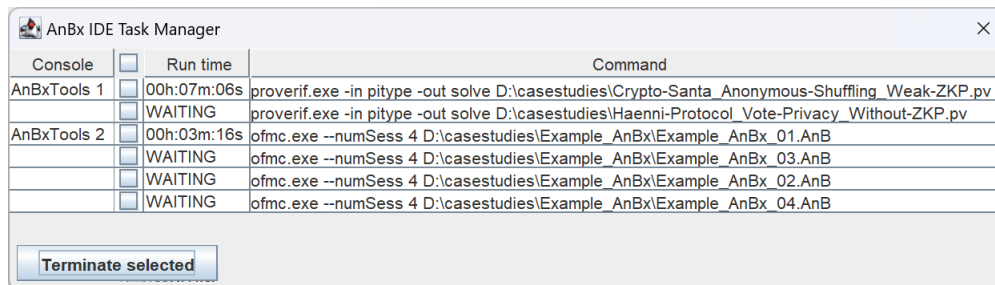 AnBx IDE Task Manager
Console Run time Command
AnBxTools 1 00h:07m:06s proverif.exe -in pitype -out solve D:\casestudies\Crypto-Santa_Anonymous-Shuffling_Weak-ZKP.pv
WAITING proverif.exe -in pitype -out solve D:\casestudies\Haenni-Protocol_Vote-Privacy_Without-ZKP.pv
AnBxTools 2 00h:03m:16s ofmc.exe --numSess 4 D:\casestudies\Example_AnBx\Example_AnBx_01.AnB
WAITING ofmc.exe --numSess 4 D:\casestudies\Example_AnBx\Example_AnBx_03.AnB
WAITING ofmc.exe --numSess 4 D:\casestudies\Example_AnBx\Example_AnBx_02.AnB
WAITING ofmc.exe --numSess 4 D:\casestudies\Example_AnBx\Example_AnBx_04.AnB
Terminate selected